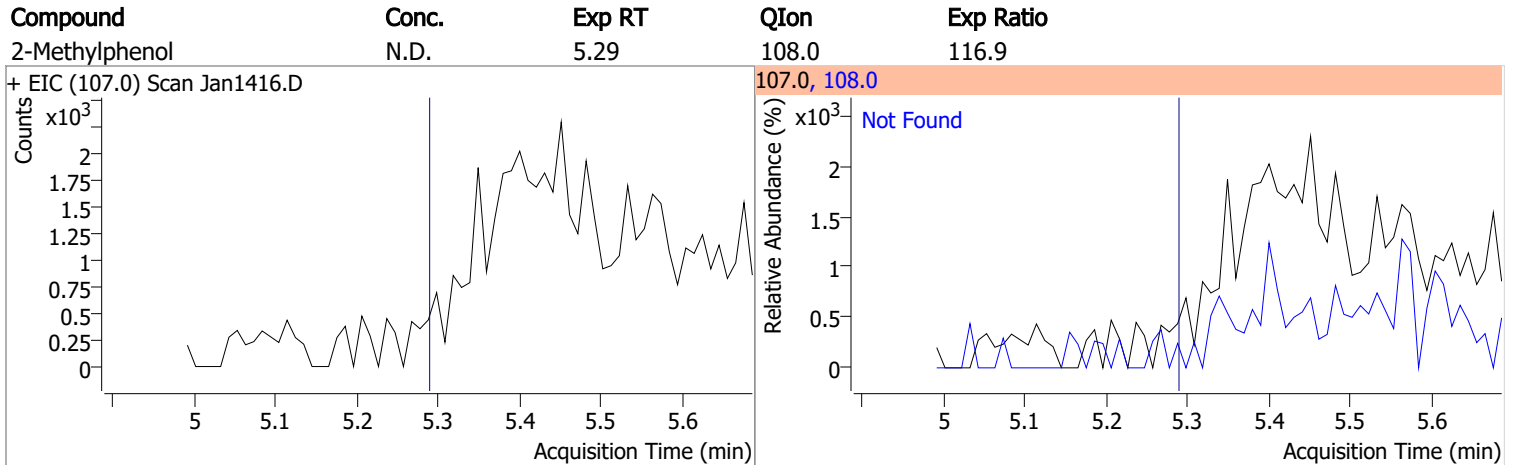 Compound Conc. Exp RT QIon Exp Ratio
2-Methylphenol N.D. 5.29 108.0 116.9
+ EIC (107.0) Scan Jan1416.D
Counts
x10³
2
1.75
1.5
1.25
1
0.75
0.5
0.25
0
5 5.1 5.2 5.3 5.4 5.5 5.6
Acquisition Time (min)
107.0, 108.0
Relative Abundance (%)
x10³
Not Found
2
1.5
1
0.5
0
5 5.1 5.2 5.3 5.4 5.5 5.6
Acquisition Time (min)